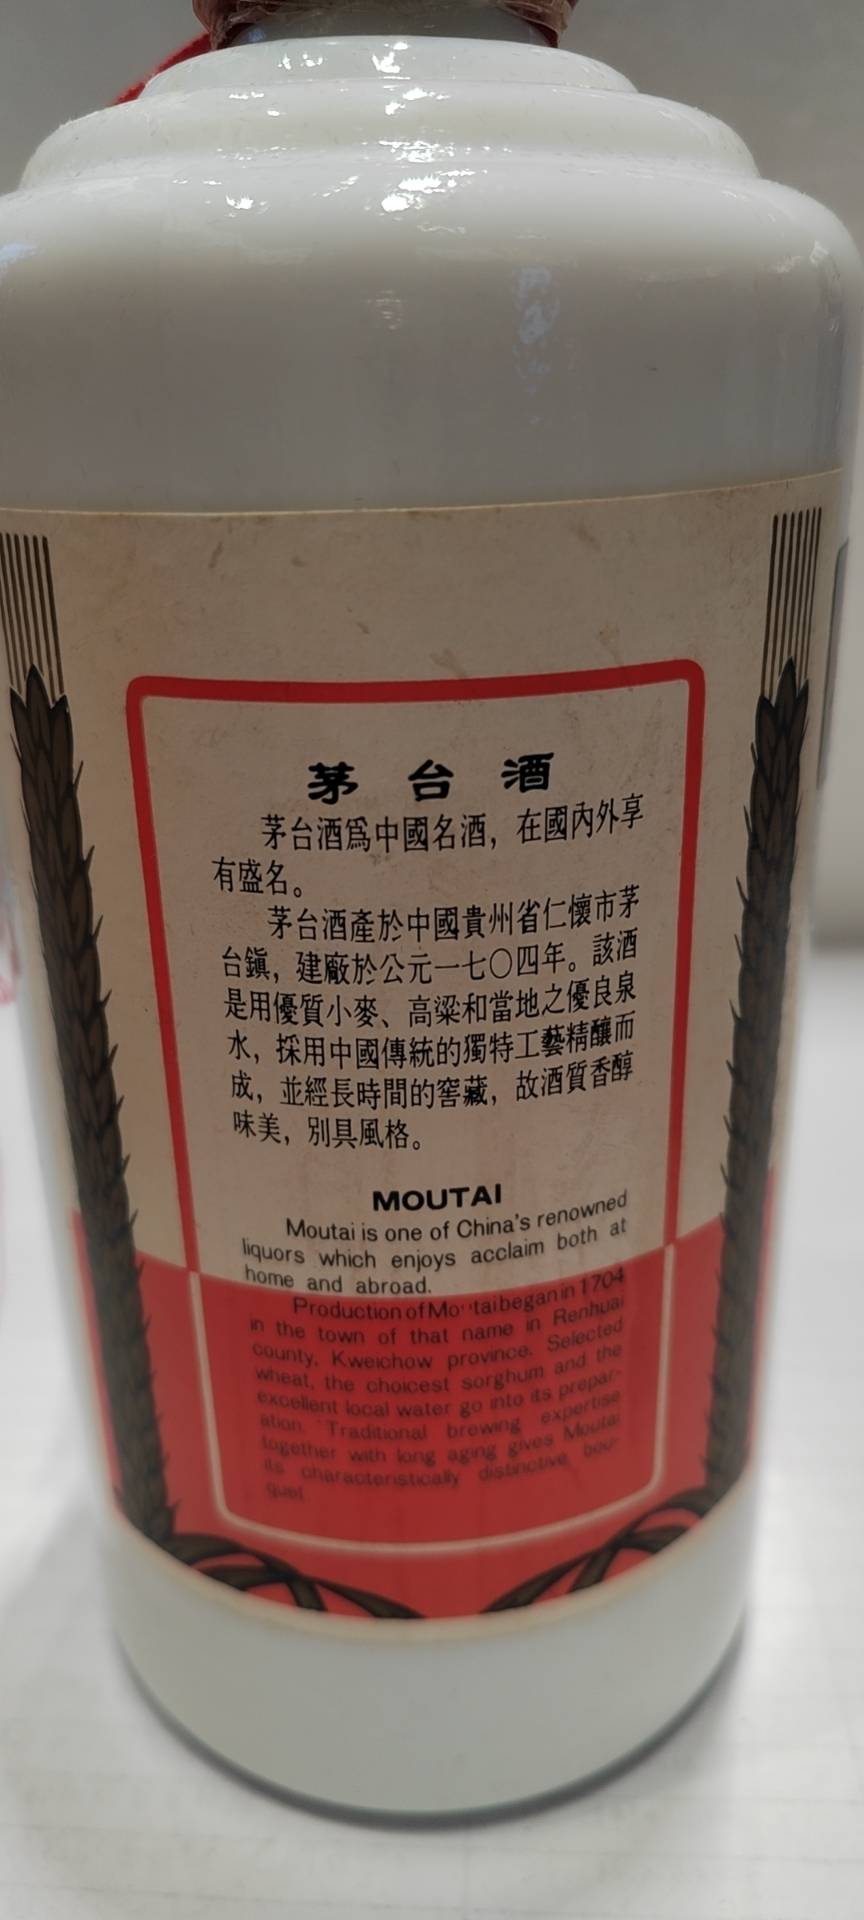 茅台酒
茅台酒爲中國名酒，在國內外享
有盛名。
茅台酒產於中國貴州省仁懷市茅
台鎮，建廠於公元一七〇四年。該酒
是用優質小麥、高粱和當地之優良泉
水，採用中國傳統的獨特工藝精釀而
成，並經長時間的窖藏，故酒質香醇
味美，別具風格。
MOUTAI
Moutai is one of China's renowned
liquors which enjoys acclaim both at
home and abroad.
Production of Moutai began in 1704
in the town of that name in Renhuai
county, Kweichow province. Selected
wheat, the choicest sorghum and the
excellent local water go into its prepar-
ation. Traditional brewing expertise
together with long aging gives Moutai
its characteristically distinctive bou-
quet